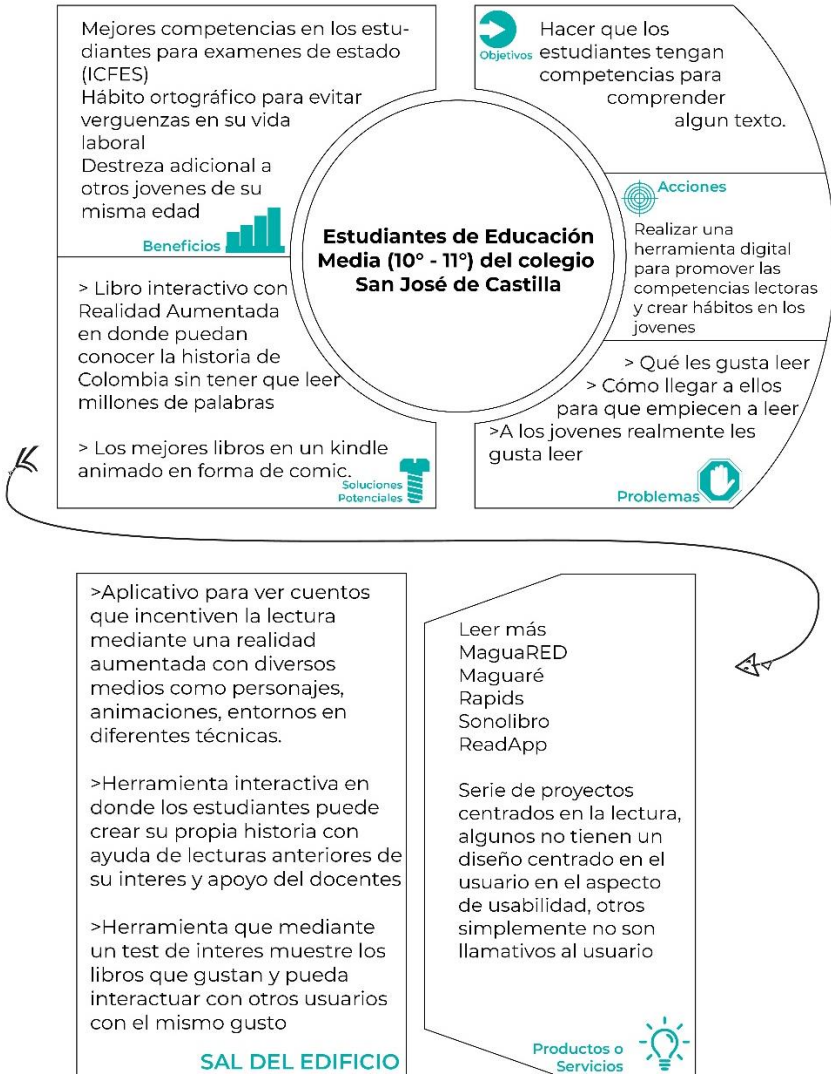 Mejores competencias en los estu-
diantes para examenes de estado
(ICFES)
Hábito ortográfico para evitar
verguenzas en su vida
laboral
Destreza adicional a
otros jovenes de su
misma edad
Beneficios
Objetivos
Hacer que los
estudiantes tengan
competencias para
comprender
algun texto.
Estudiantes de Educación
Media (10° - 11°) del colegio
San José de Castilla
Acciones
Realizar una
herramienta digital
para promover las
competencias lectoras
y crear hábitos en los
jovenes
> Libro interactivo con
Realidad Aumentada
en donde puedan
conocer la historia de
Colombia sin tener que leer
millones de palabras
> Los mejores libros en un kindle
animado en forma de comic.
Soluciones
Potenciales
> Qué les gusta leer
> Cómo llegar a ellos
para que empiecen a leer
>A los jovenes realmente les
gusta leer
Problemas
>Aplicativo para ver cuentos
que incentiven la lectura
mediante una realidad
aumentada con diversos
medios como personajes,
animaciones, entornos en
diferentes técnicas.
>Herramienta interactiva en
donde los estudiantes puede
crear su propia historia con
ayuda de lecturas anteriores de
su interes y apoyo del docentes
>Herramienta que mediante
un test de interes muestre los
libros que gustan y pueda
interactuar con otros usuarios
con el mismo gusto
SAL DEL EDIFICIO
Leer más
MaguaRED
Maguaré
Rapids
Sonolibro
ReadApp
Serie de proyectos
centrados en la lectura,
algunos no tienen un
diseño centrado en el
usuario en el aspecto
de usabilidad, otros
simplemente no son
llamativos al usuario
Productos o
Servicios